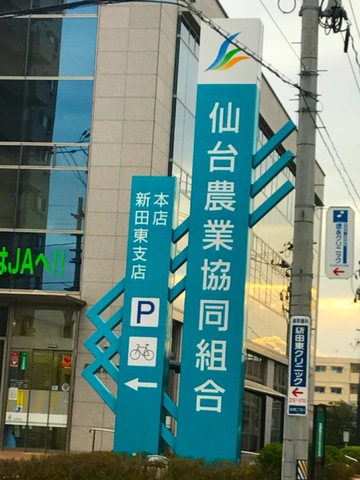 仙台農業協同組合
本店
新田東支店
P
はJAへ!!
新田東クリニック